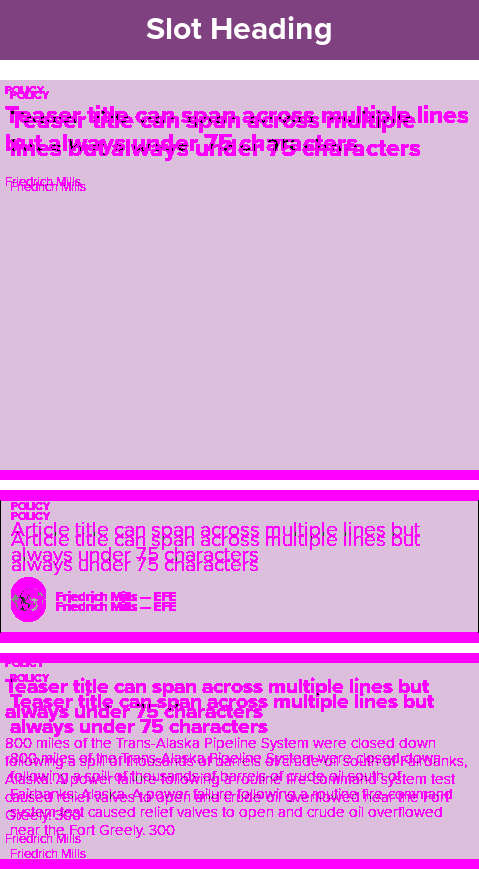 Slot Heading
POLICY
POLICY
Teaser title can span across multiple lines
Teaser title can span across multiple
but always under 75 characters
lines but always under 75 characters
Friedrich Mills
Friedrich Mills
POLICY
POLICY
Article title can span across multiple lines but
Article title can span across multiple lines but
always under 75 characters
always under 75 characters
Friedrich Mills — EFE
Friedrich Mills — EFE
POLICY
POLICY
Teaser title can span across multiple lines but
Teaser title can span across multiple lines but
always under 75 characters
always under 75 characters
800 miles of the Trans-Alaska Pipeline System were closed down
800 miles of the Trans-Alaska Pipeline System were closed down
following a spill of thousands of barrels of crude oil south of Fairbanks,
following a spill of thousands of barrels of crude oil south of
Alaska. A power failure following a routine fire-command system test
Fairbanks, Alaska. A power failure following a routine fire-command
caused relief valves to open and crude oil overflowed near the Fort
system test caused relief valves to open and crude oil overflowed
Greely. 300
near the Fort Greely. 300
Friedrich Mills
Friedrich Mills